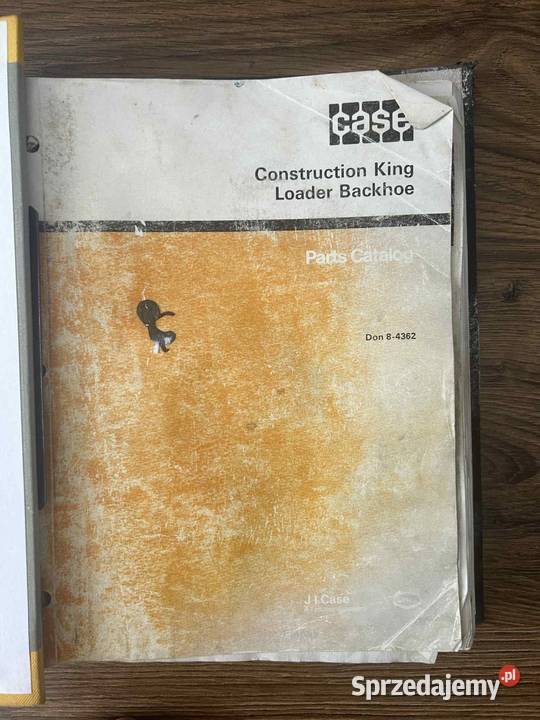 case
Construction King
Loader Backhoe
Parts Catalog
Don 8-4362
J I Case
Sprzedajemy.pl